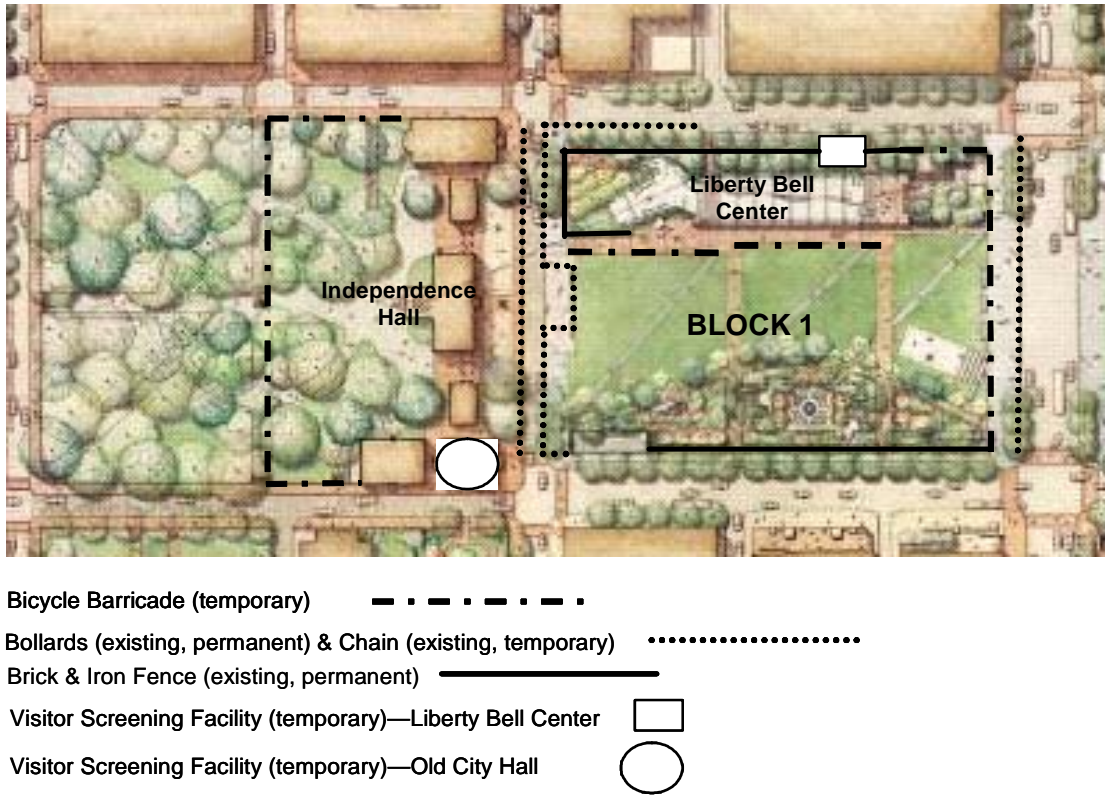 Liberty Bell
Center
Independence
Hall
BLOCK 1
Bicycle Barricade (temporary)
Bollards (existing, permanent) & Chain (existing, temporary)
Brick & Iron Fence (existing, permanent)
Visitor Screening Facility (temporary)—Liberty Bell Center
Visitor Screening Facility (temporary)—Old City Hall